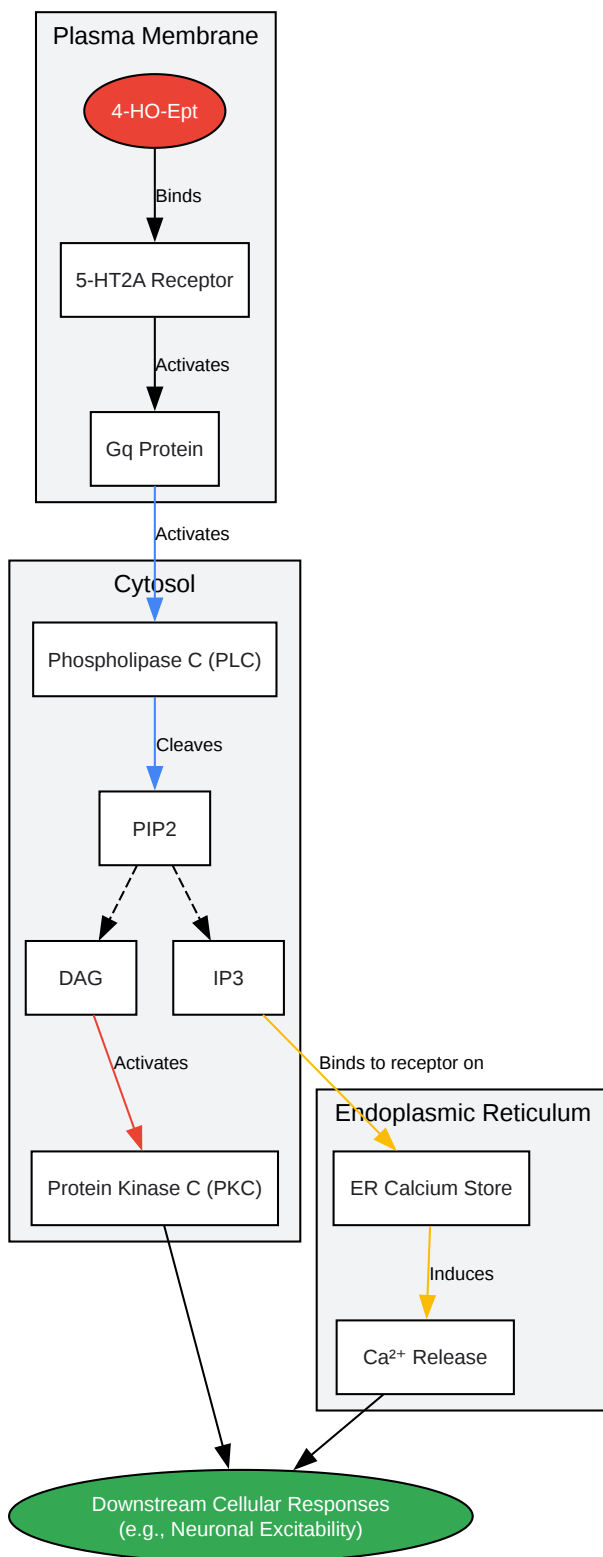 Plasma Membrane
4-HO-Ept
Binds
5-HT2A Receptor
Activates
Gq Protein
Activates
Cytosol
Phospholipase C (PLC)
Cleaves
PIP2
DAG
IP3
Activates
Binds to receptor on
Endoplasmic Reticulum
Protein Kinase C (PKC)
ER Calcium Store
Induces
Ca²⁺ Release
Downstream Cellular Responses
(e.g., Neuronal Excitability)